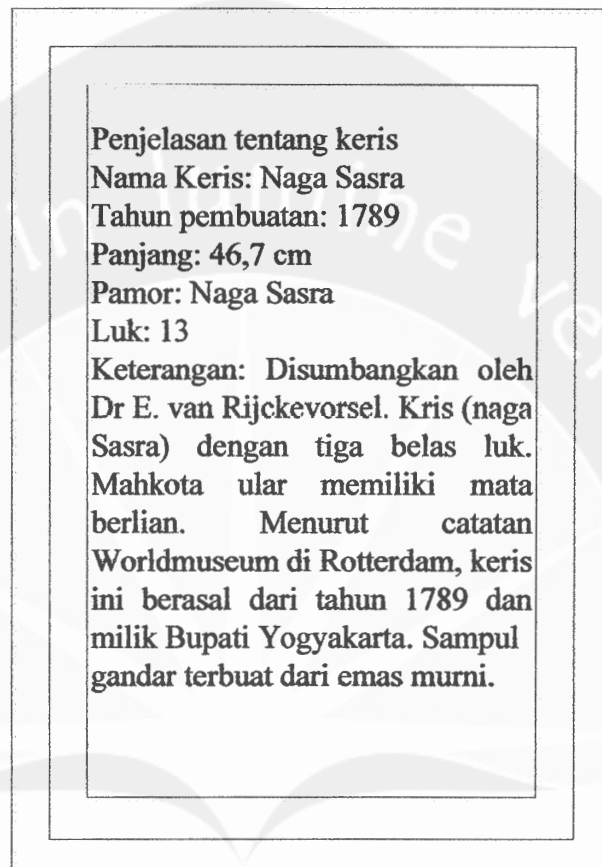 Penjelasan tentang keris
Nama Keris: Naga Sasra
Tahun pembuatan: 1789
Panjang: 46,7 cm
Pamor: Naga Sasra
Luk: 13
Keterangan: Disumbangkan oleh
Dr E. van Rijckevorsel. Kris (naga
Sasra) dengan tiga belas luk.
Mahkota ular memiliki mata
berlian. Menurut catatan
Worldmuseum di Rotterdam, keris
ini berasal dari tahun 1789 dan
milik Bupati Yogyakarta. Sampul
gandar terbuat dari emas murni.
in lumine ve